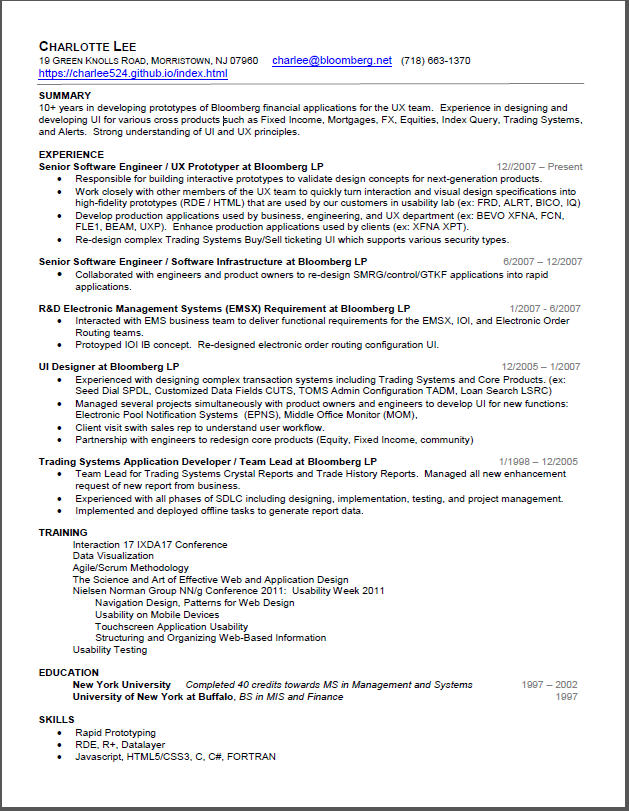 CHARLOTTE LEE
19 GREEN KNOLLS ROAD, MORRISTOWN, NJ 07960 charlee@bloomberg.net (718) 663-1370
https://charlee524.github.io/index.html
SUMMARY
10+ years in developing prototypes of Bloomberg financial applications for the UX team. Experience in designing and
developing UI for various cross products such as Fixed Income, Mortgages, FX, Equities, Index Query, Trading Systems,
and Alerts. Strong understanding of UI and UX principles.
EXPERIENCE
Senior Software Engineer / UX Prototyper at Bloomberg LP 12//2007 – Present
• Responsible for building interactive prototypes to validate design concepts for next-generation products.
• Work closely with other members of the UX team to quickly turn interaction and visual design specifications into
high-fidelity prototypes (RDE / HTML) that are used by our customers in usability lab (ex: FRD, ALRT, BICO, IQ)
• Develop production applications used by business, engineering, and UX department (ex: BEVO XFNA, FCN,
FLE1, BEAM, UXP). Enhance production applications used by clients (ex: XFNA XPT).
• Re-design complex Trading Systems Buy/Sell ticketing UI which supports various security types.
Senior Software Engineer / Software Infrastructure at Bloomberg LP 6/2007 – 12/2007
• Collaborated with engineers and product owners to re-design SMRG/control/GTKF applications into rapid
applications.
R&D Electronic Management Systems (EMSX) Requirement at Bloomberg LP 1/2007 - 6/2007
• Interacted with EMS business team to deliver functional requirements for the EMSX, IOI, and Electronic Order
Routing teams.
• Protoyped IOI IB concept. Re-designed electronic order routing configuration UI.
UI Designer at Bloomberg LP 12/2005 – 1/2007
• Experienced with designing complex transaction systems including Trading Systems and Core Products. (ex:
Seed Dial SPDL, Customized Data Fields CUTS, TOMS Admin Configuration TADM, Loan Search LSRC)
• Managed several projects simultaneously with product owners and engineers to develop UI for new functions:
Electronic Pool Notification Systems (EPNS), Middle Office Monitor (MOM),
• Client visit swith sales rep to understand user workflow.
• Partnership with engineers to redesign core products (Equity, Fixed Income, community)
Trading Systems Application Developer / Team Lead at Bloomberg LP 1/1998 – 12/2005
• Team Lead for Trading Systems Crystal Reports and Trade History Reports. Managed all new enhancement
request of new report from business.
• Experienced with all phases of SDLC including designing, implementation, testing, and project management.
• Implemented and deployed offline tasks to generate report data.
TRAINING
Interaction 17 IXDA17 Conference
Data Visualization
Agile/Scrum Methodology
The Science and Art of Effective Web and Application Design
Nielsen Norman Group NN/g Conference 2011: Usability Week 2011
Navigation Design, Patterns for Web Design
Usability on Mobile Devices
Touchscreen Application Usability
Structuring and Organizing Web-Based Information
Usability Testing
EDUCATION
New York University Completed 40 credits towards MS in Management and Systems 1997 – 2002
University of New York at Buffalo, BS in MIS and Finance 1997
SKILLS
• Rapid Prototyping
• RDE, R+, Datalayer
• Javascript, HTML5/CSS3, C, C#, FORTRAN